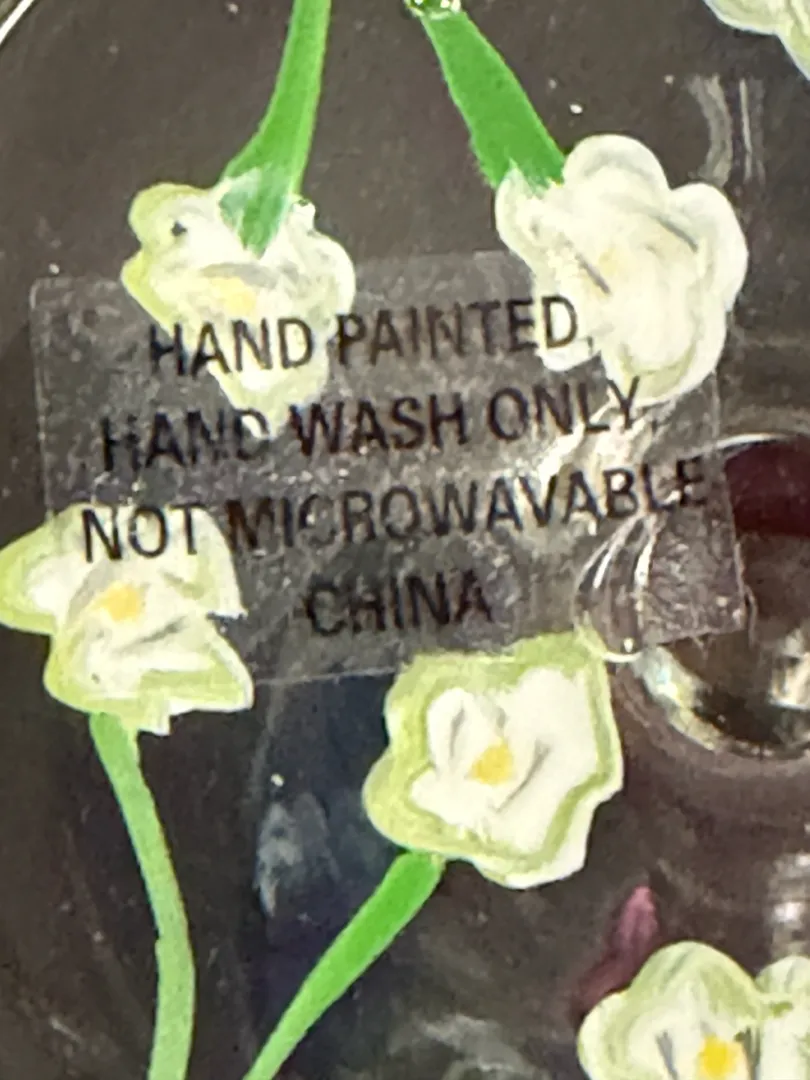 HAND PAINTED,
HAND WASH ONLY,
NOT MICROWAVABLE
CHINA